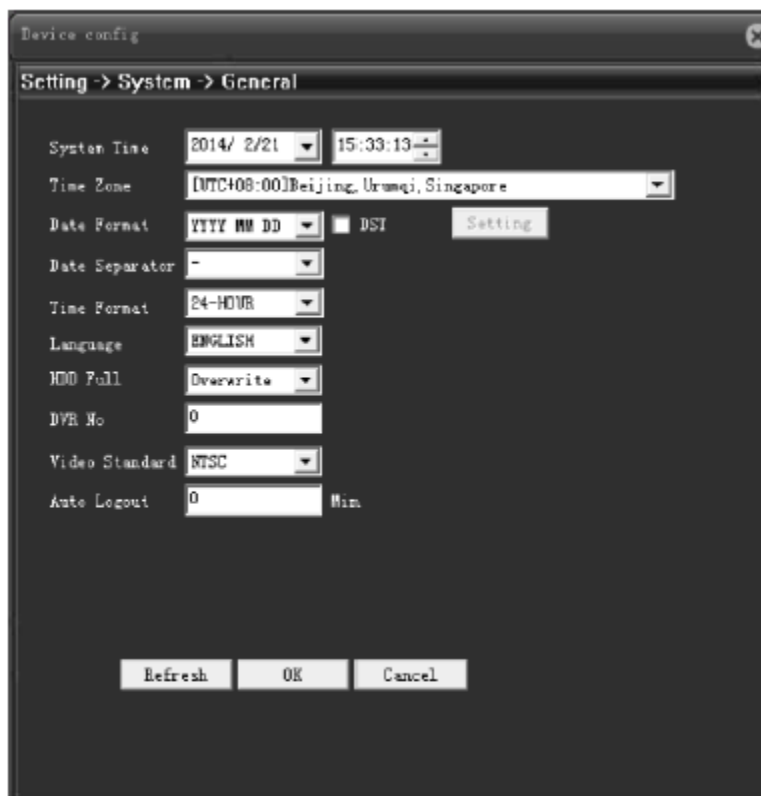 Device config
Setting -> System -> General
System Time 2014/ 2/21 15:33:13
Time Zone [UTC+08:00]Beijing,Urumqi,Singapore
Date Format YYYY MM DD DST Setting
Date Separator -
Time Format 24-HOUR
Language ENGLISH
HDD Full Overwrite
DVR No 0
Video Standard NTSC
Auto Logout 0 Min.
Refresh OK Cancel